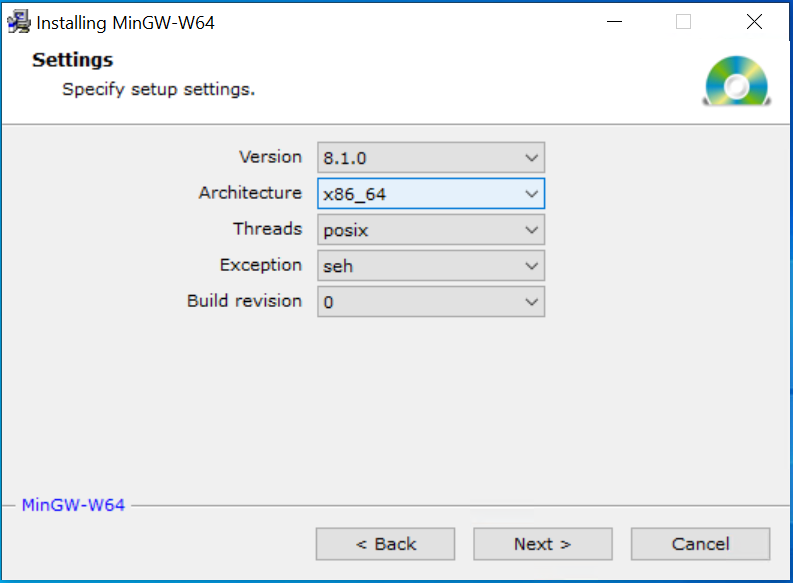 Installing MinGW-W64
Settings
Specify setup settings.
Version 8.1.0
Architecture x86_64
Threads posix
Exception seh
Build revision 0
MinGW-W64
< Back Next > Cancel